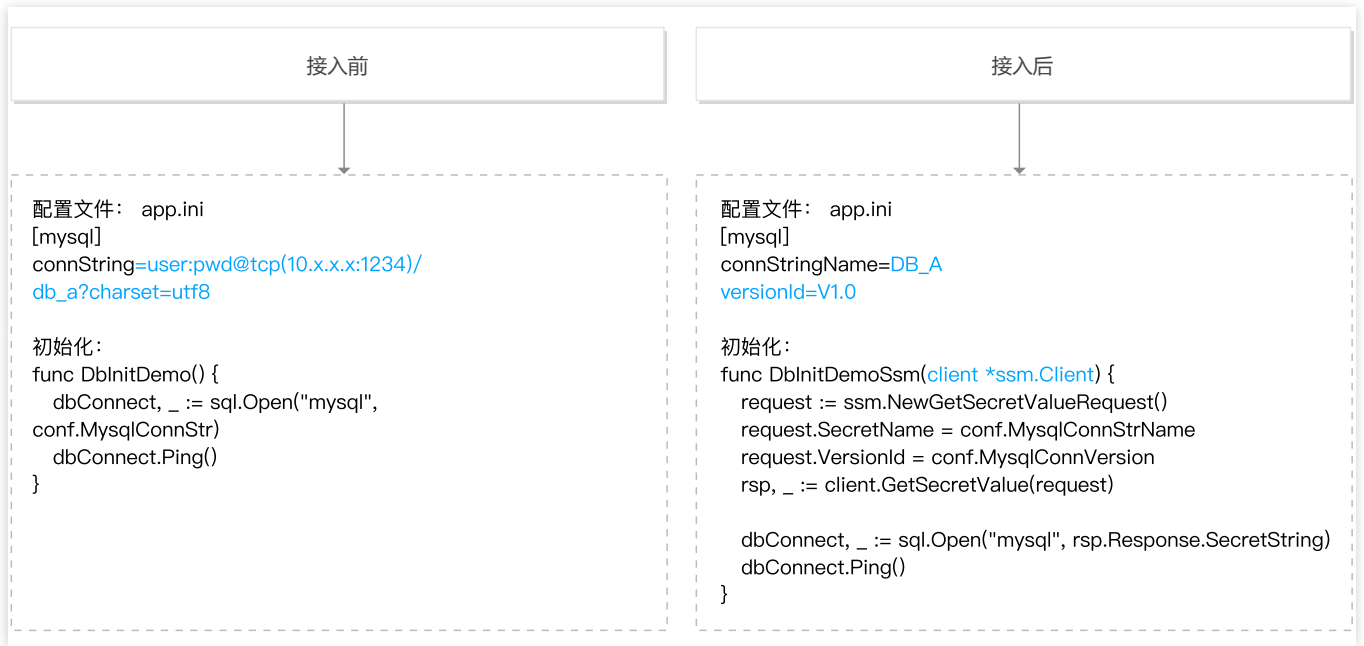 接入前
配置文件： app.ini
[mysql]
connString=user:pwd@tcp(10.x.x.x:1234)/
db_a?charset=utf8
初始化：
func DbInitDemo() {
dbConnect, _ := sql.Open("mysql",
conf.MysqlConnStr)
dbConnect.Ping()
}
接入后
配置文件： app.ini
[mysql]
connStringName=DB_A
versionId=V1.0
初始化：
func DbInitDemoSsm(client *ssm.Client) {
request := ssm.NewGetSecretValueRequest()
request.SecretName = conf.MysqlConnStrName
request.VersionId = conf.MysqlConnVersion
rsp, _ := client.GetSecretValue(request)
dbConnect, _ := sql.Open("mysql", rsp.Response.SecretString)
dbConnect.Ping()
}